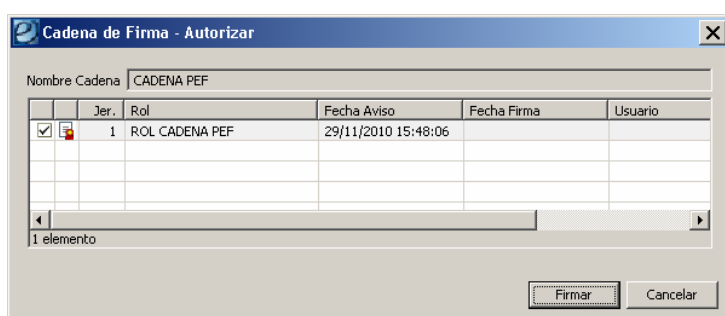 Cadena de Firma - Autorizar
Nombre Cadena CADENA PEF
Jer. Rol Fecha Aviso Fecha Firma Usuario
1 ROL CADENA PEF 29/11/2010 15:48:06
1 elemento
Firmar Cancelar